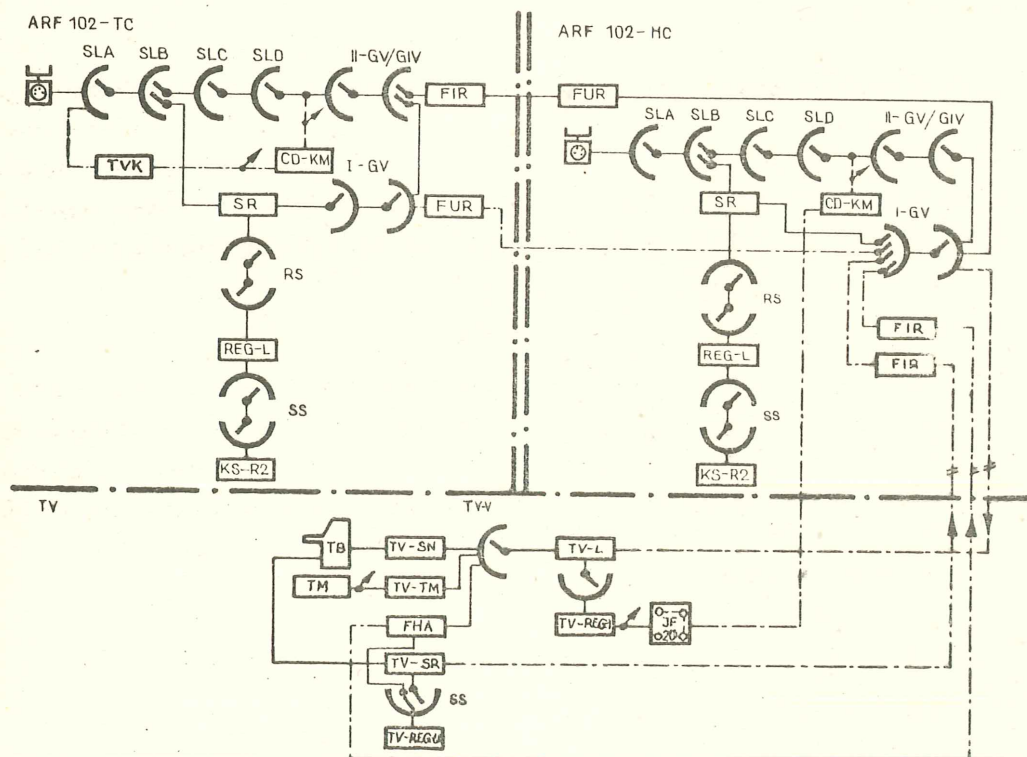 ARF 102-TC
SLA SLB SLC SLD II-GV/GIV
FIR
TVK
CD-KM
I-GV
SR
FUR
RS
REG-L
SS
KS-R2
ARF 102-HC
FUR
SLA SLB SLC SLD II-GV/GIV
SR
CD-KM
I-GV
RS
FIR
REG-L
FIR
SS
KS-R2
TV
TV-V
TB
TV-SN
TV-L
TM
TV-TM
FHA
TV-REGI
JF
20
TV-SR
SS
TV-REGU